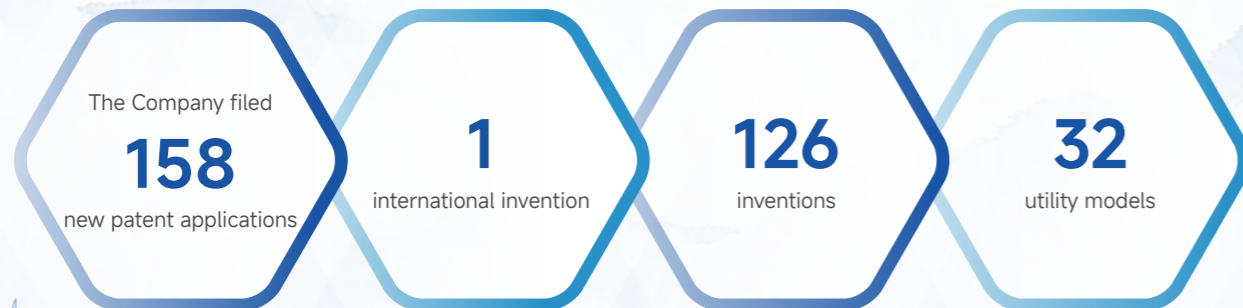 The Company filed
158
new patent applications
1
international invention
126
inventions
32
utility models